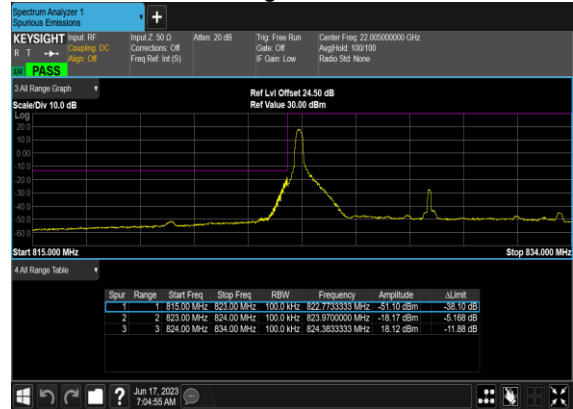 Spectrum Analyzer 1
Spurious Emissions
KEYSIGHT Input: RF Input Z: 50 Ω Atten: 20 dB Trig: Free Run Center Freq: 22.005000000 GHz
R T Coupling: DC Corrections: Off Gate: Off Avg|Hold: 100/100
Align: Off Freq Ref: Int (S) IF Gain: Low Radio Std: None
PASS
3 All Range Graph
Ref Lvl Offset 24.50 dB
Scale/Div 10.0 dB Ref Value 30.00 dBm
Log
20.0
10.0
0.00
-10.0
-20.0
-30.0
-40.0
-50.0
-60.0
Start 815.000 MHz Stop 834.000 MHz
4 All Range Table
Spur Range Start Freq Stop Freq RBW Frequency Amplitude ΔLimit
1 1 815.00 MHz 823.00 MHz 100.0 kHz 822.7733333 MHz -51.10 dBm -38.10 dB
2 2 823.00 MHz 824.00 MHz 100.0 kHz 823.9700000 MHz -18.17 dBm -5.168 dB
3 3 824.00 MHz 834.00 MHz 100.0 kHz 824.3833333 MHz 18.12 dBm -11.88 dB
? Jun 17, 2023
7:04:55 AM